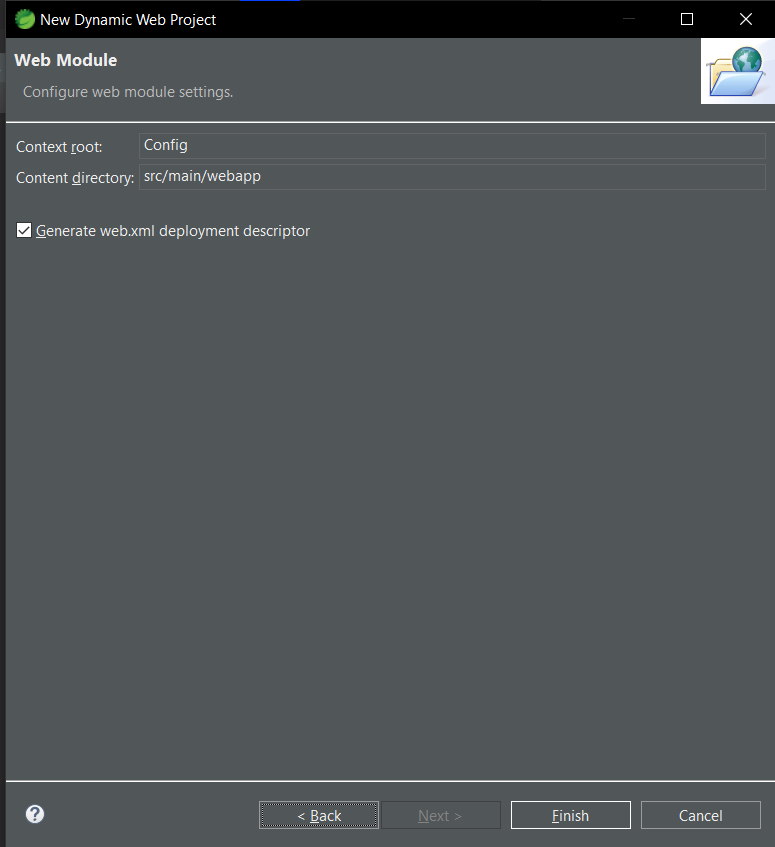 New Dynamic Web Project
Web Module
Configure web module settings.
Context root: Config
Content directory: src/main/webapp
Generate web.xml deployment descriptor
? < Back Next > Finish Cancel